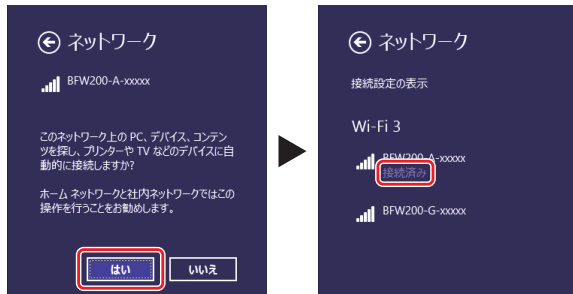 ネットワーク
BFW200-A-xxxxx
このネットワーク上の PC、デバイス、コンテン
ツを探し、プリンターや TV などのデバイスに自
動的に接続しますか?
ホーム ネットワークと社内ネットワークではこの
操作を行うことをお勧めします。
はい
いいえ
ネットワーク
接続設定の表示
Wi-Fi 3
BFW200-A-xxxxx
接続済み
BFW200-G-xxxxx